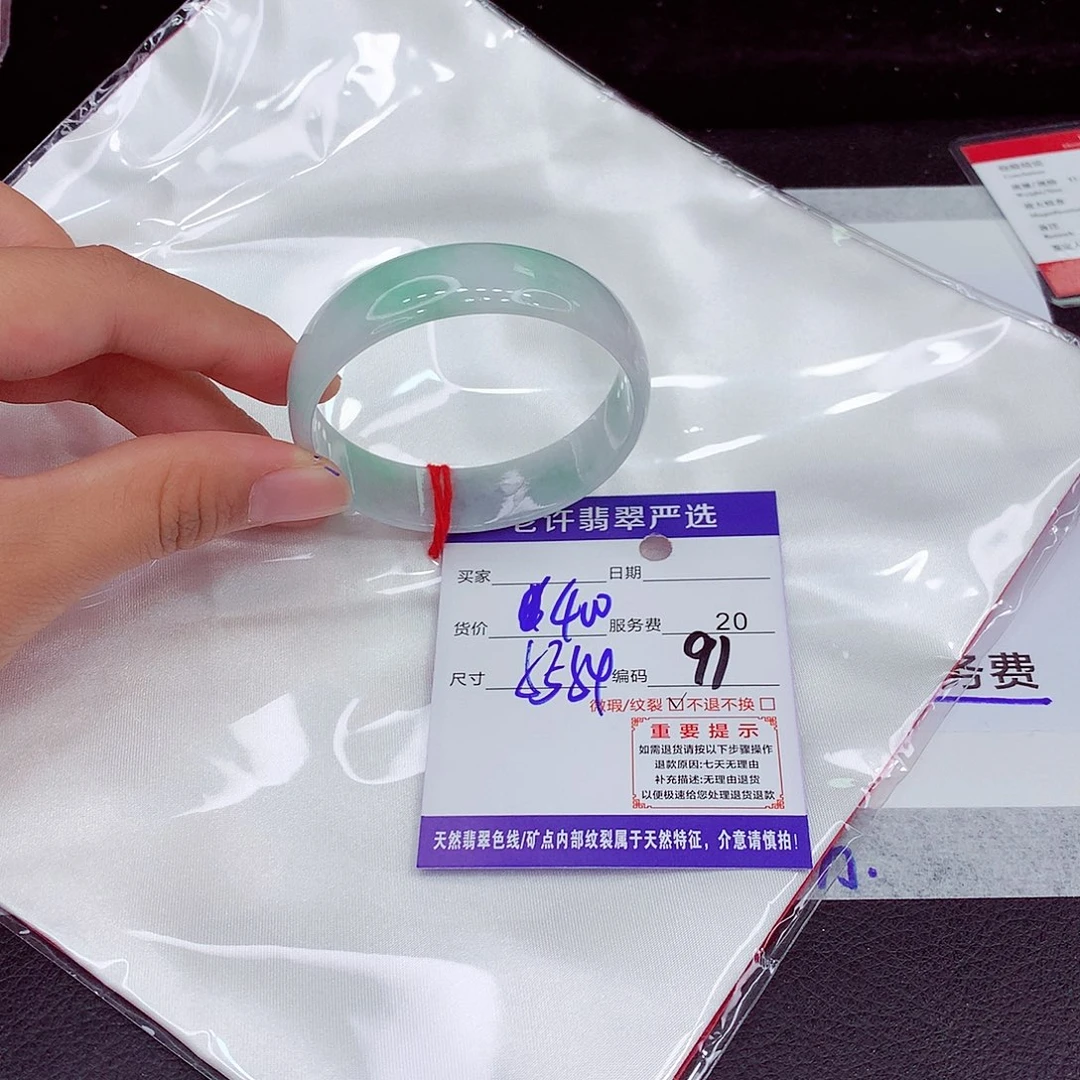 老许翡翠严选
买家 日期
货价 400 服务费 20
尺寸 编码 91
微瑕/纹裂 ☑ 不退不换 □
重要提示
如需退货请按以下步骤操作
退款原因:七天无理由
补充描述:无理由退货
以便极速给您处理退货退款
天然翡翠色线/矿点内部纹裂属于天然特征，介意请慎拍!
务费